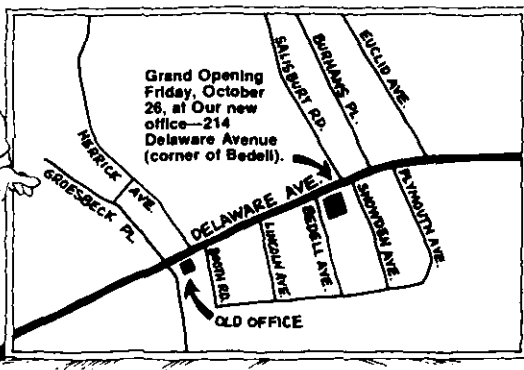 Grand Opening
Friday, October
26, at Our new
office—214
Delaware Avenue
(corner of Bedell).
SALISBURY RD.
BURHANS PL.
EUCLID AVE.
MERRICK AVE.
GROESBECK PL.
DELAWARE AVE.
BOOTH RD.
LINCOLN AVE.
BEDELL AVE.
SNOWDEN AVE.
PLYMOUTH AVE.
OLD OFFICE